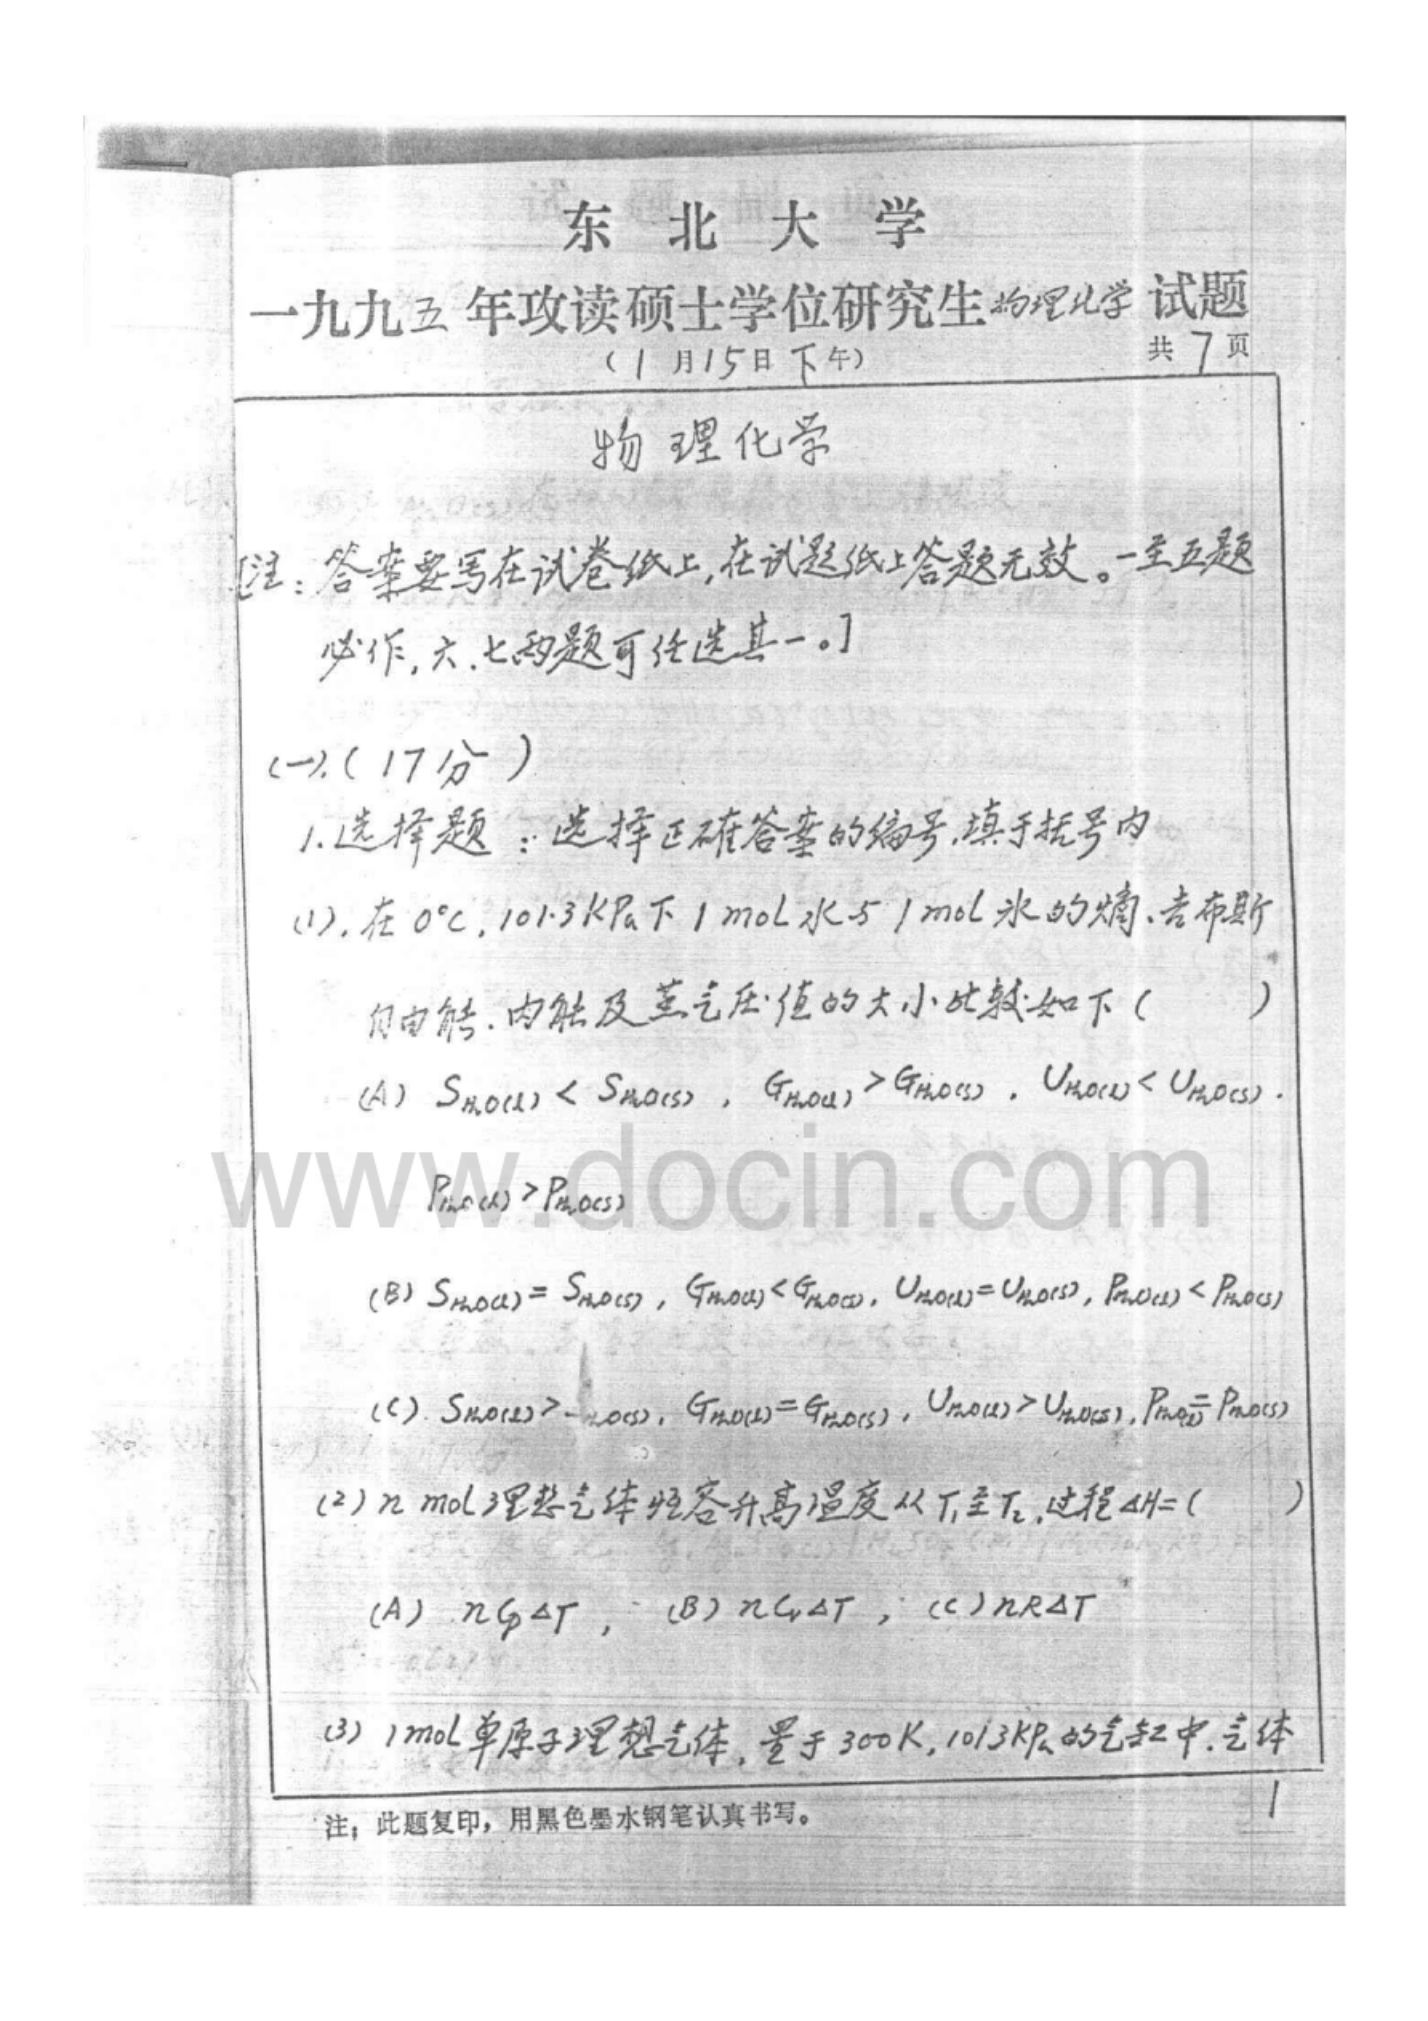 东北大学
一九九五年攻读硕士学位研究生物理化学试题
(1月15日下午)
共7页
物理化学
[注：答案要写在试卷纸上,在试题纸上答题无效。一至五题
必作,六、七两题可任选其一。]
(一).(17分)
1.选择题：选择正确答案的编号,填于括号内
(1).在0°C,101.3KPa下1mol水与1mol冰的熵、吉布斯
自由能、内能及蒸气压值的大小比较如下( )
(A) SH₂O(l) < SH₂O(s), GH₂O(l) > GH₂O(s), UH₂O(l) < UH₂O(s).
PH₂O(l) > PH₂O(s)
www.docin.com
(B) SH₂O(l) = SH₂O(s), GH₂O(l) < GH₂O(s), UH₂O(l) = UH₂O(s), PH₂O(l) < PH₂O(s)
(C). SH₂O(l) > H₂O(s), GH₂O(l) = GH₂O(s), UH₂O(l) > UH₂O(s), PH₂O(l) = PH₂O(s)
(2) n mol理想气体恒容升高温度从T₁至T₂,过程ΔH=( )
(A) nCpΔT, (B) nCvΔT, (C) nRΔT
(3) 1mol单原子理想气体,置于300K,1013KPa的气缸中,气体
注：此题复印，用黑色墨水钢笔认真书写。
1